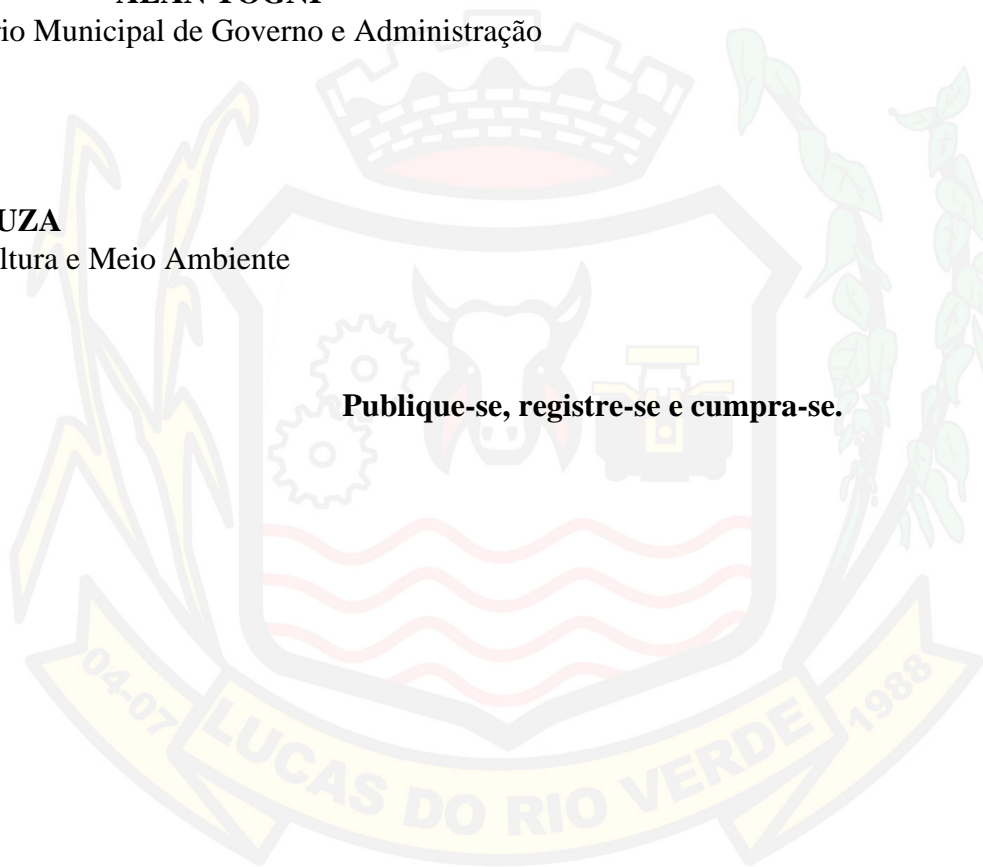 ALAN TOGNI
rio Municipal de Governo e Administração
UZA
ltura e Meio Ambiente
Publique-se, registre-se e cumpra-se.
04-07 LUCAS DO RIO VERDE 1988